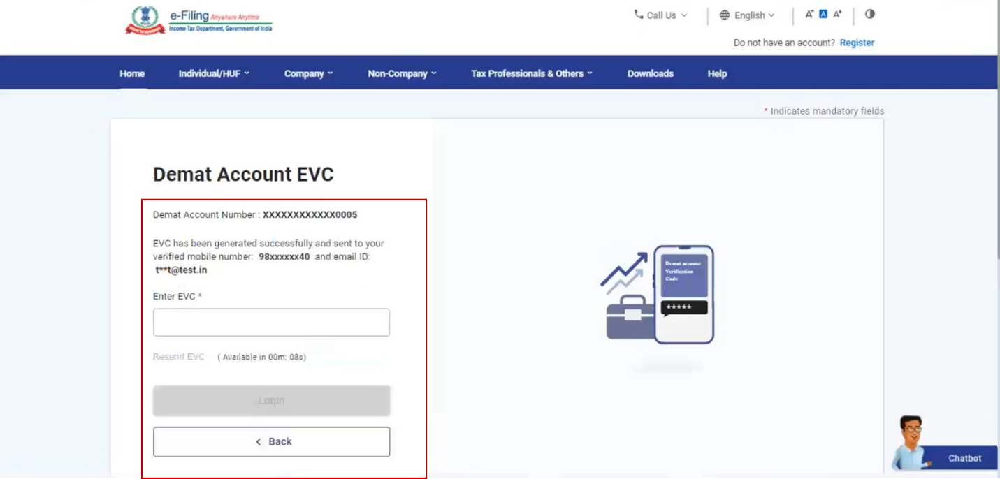 e-Filing Anywhere Anytime
Income Tax Department, Government of India
Call Us
English
A- A A+
Do not have an account? Register
Home Individual/HUF Company Non-Company Tax Professionals & Others Downloads Help
* Indicates mandatory fields
Demat Account EVC
Demat Account Number : XXXXXXXXXXXX0005
EVC has been generated successfully and sent to your
verified mobile number: 98xxxxxx40 and email ID:
t**t@test.in
Enter EVC *
Resend EVC ( Available in 00m: 08s)
Login
< Back
Demat account
Verification
Code
*****
Chatbot